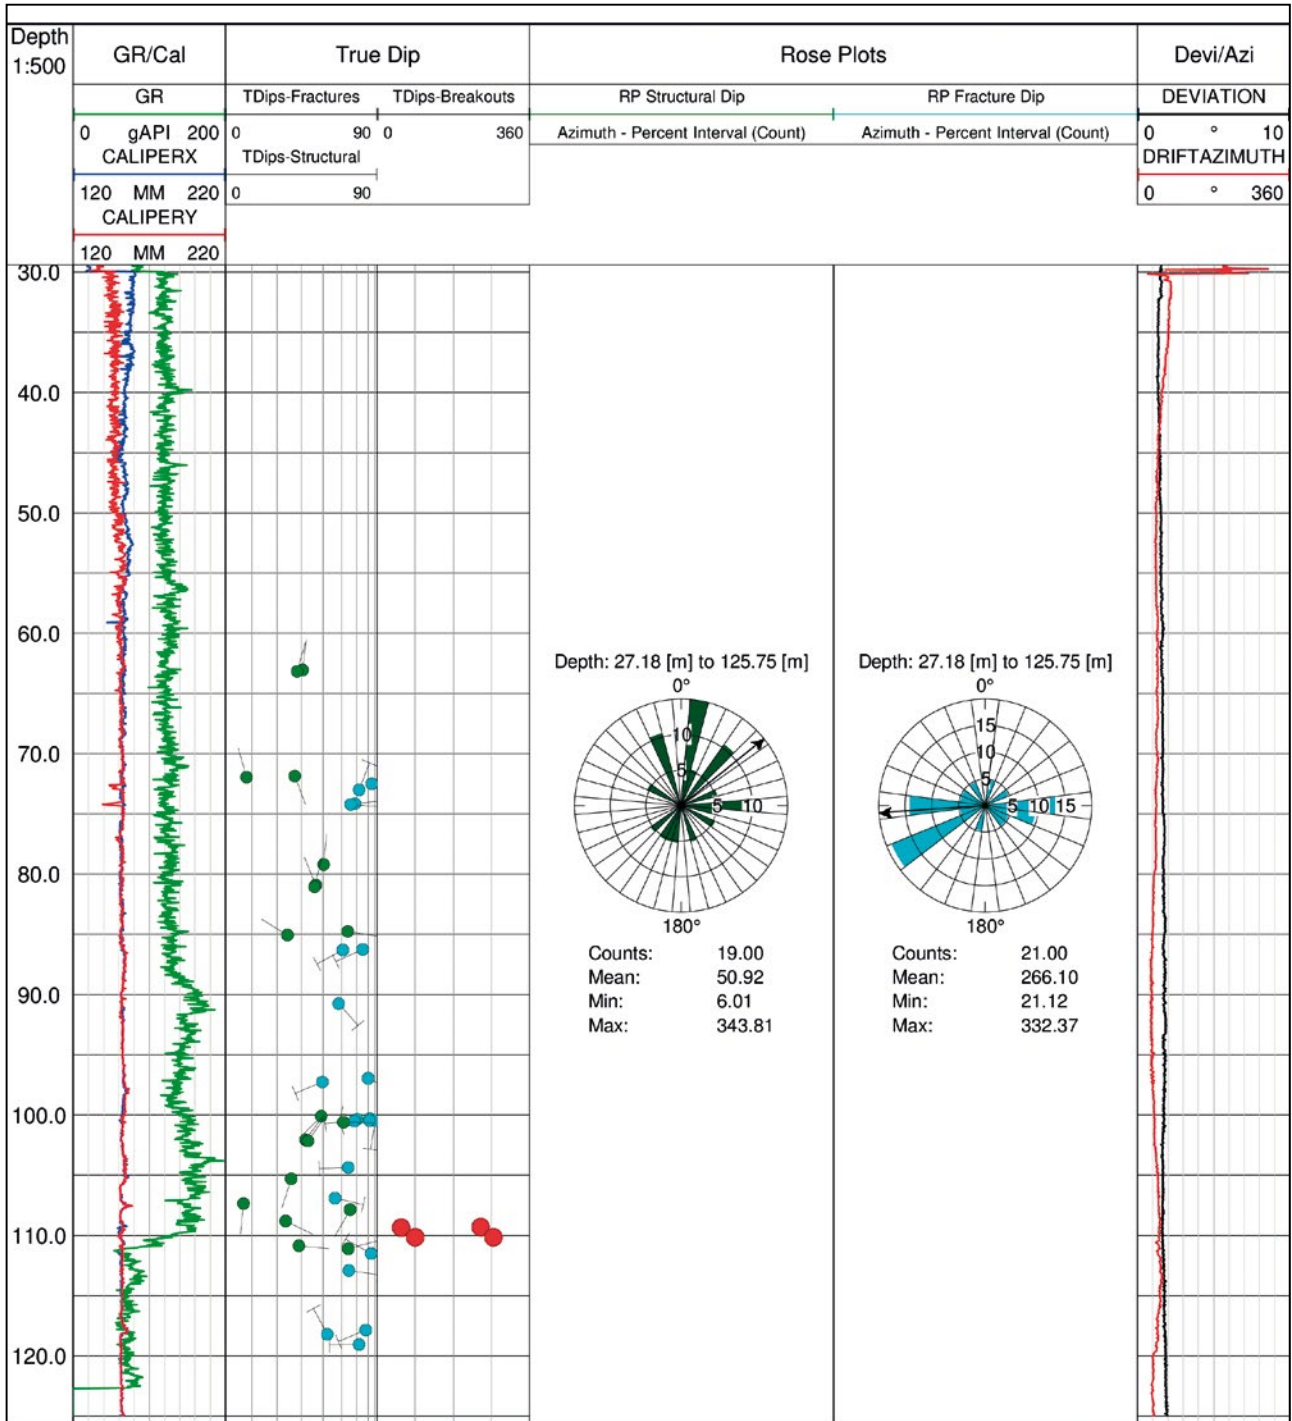 Depth
1:500
GR/Cal
True Dip
Rose Plots
Devi/Azi
GR
TDips-Fractures
TDips-Breakouts
RP Structural Dip
RP Fracture Dip
DEVIATION
0 gAPI 200
0 90
0 360
Azimuth - Percent Interval (Count)
Azimuth - Percent Interval (Count)
0 ° 10
CALIPERX
TDips-Structural
DRIFTAZIMUTH
120 MM 220
0 90
0 ° 360
CALIPERY
120 MM 220
30.0
40.0
50.0
60.0
70.0
80.0
90.0
100.0
110.0
120.0
Depth: 27.18 [m] to 125.75 [m]
0°
10
5
5 10
180°
Counts: 19.00
Mean: 50.92
Min: 6.01
Max: 343.81
Depth: 27.18 [m] to 125.75 [m]
0°
15
10
5
5 10 15
180°
Counts: 21.00
Mean: 266.10
Min: 21.12
Max: 332.37